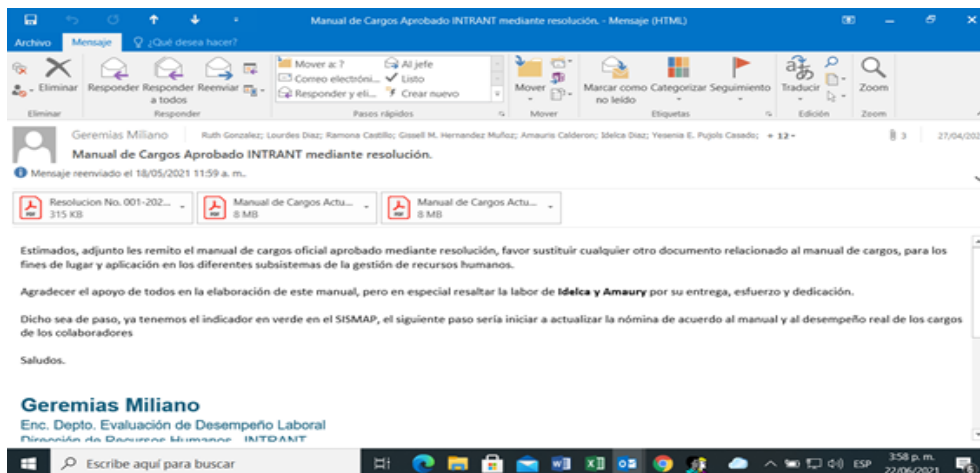 Manual de Cargos Aprobado INTRANT mediante resolución. - Mensaje (HTML)
Archivo Mensaje ¿Qué desea hacer?
Eliminar
Responder Responder a todos Reenviar
Mover a: ?
Correo electróni...
Responder y eli...
Al jefe
Listo
Crear nuevo
Mover
Marcar como no leído
Categorizar
Seguimiento
Traducir
Zoom
Eliminar Responder Pasos rápidos Mover Etiquetas Edición Zoom
Geremias Miliano Ruth Gonzalez; Lourdes Diaz; Ramona Castillo; Gissell M. Hernandez Muñoz; Amauris Calderon; Idelca Diaz; Yesenia E. Pujols Casado; + 12 3 27/04/202
Manual de Cargos Aprobado INTRANT mediante resolución.
Mensaje reenviado el 18/05/2021 11:59 a. m..
Resolucion No. 001-202... Manual de Cargos Actu... Manual de Cargos Actu...
315 KB 8 MB 8 MB
Estimados, adjunto les remito el manual de cargos oficial aprobado mediante resolución, favor sustituir cualquier otro documento relacionado al manual de cargos, para los
fines de lugar y aplicación en los diferentes subsistemas de la gestión de recursos humanos.
Agradecer el apoyo de todos en la elaboración de este manual, pero en especial resaltar la labor de Idelca y Amaury por su entrega, esfuerzo y dedicación.
Dicho sea de paso, ya tenemos el indicador en verde en el SISMAP, el siguiente paso sería iniciar a actualizar la nómina de acuerdo al manual y al desempeño real de los cargos
de los colaboradores
Saludos.
Geremias Miliano
Enc. Depto. Evaluación de Desempeño Laboral
Dirección de Recursos Humanos - INTRANT
Escribe aquí para buscar ESP 3:58 p. m.
22/06/2021